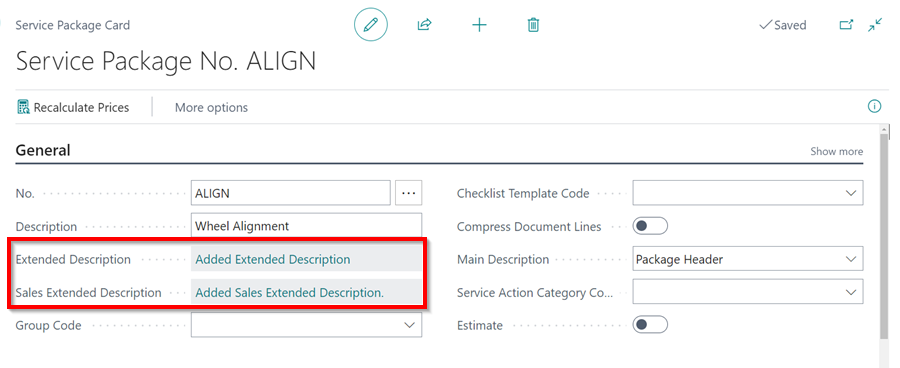 Service Package Card
Saved
Service Package No. ALIGN
Recalculate Prices
More options
General
Show more
No.
ALIGN
Description
Wheel Alignment
Extended Description
Added Extended Description
Sales Extended Description
Added Sales Extended Description.
Group Code
Checklist Template Code
Compress Document Lines
Main Description
Package Header
Service Action Category Co...
Estimate